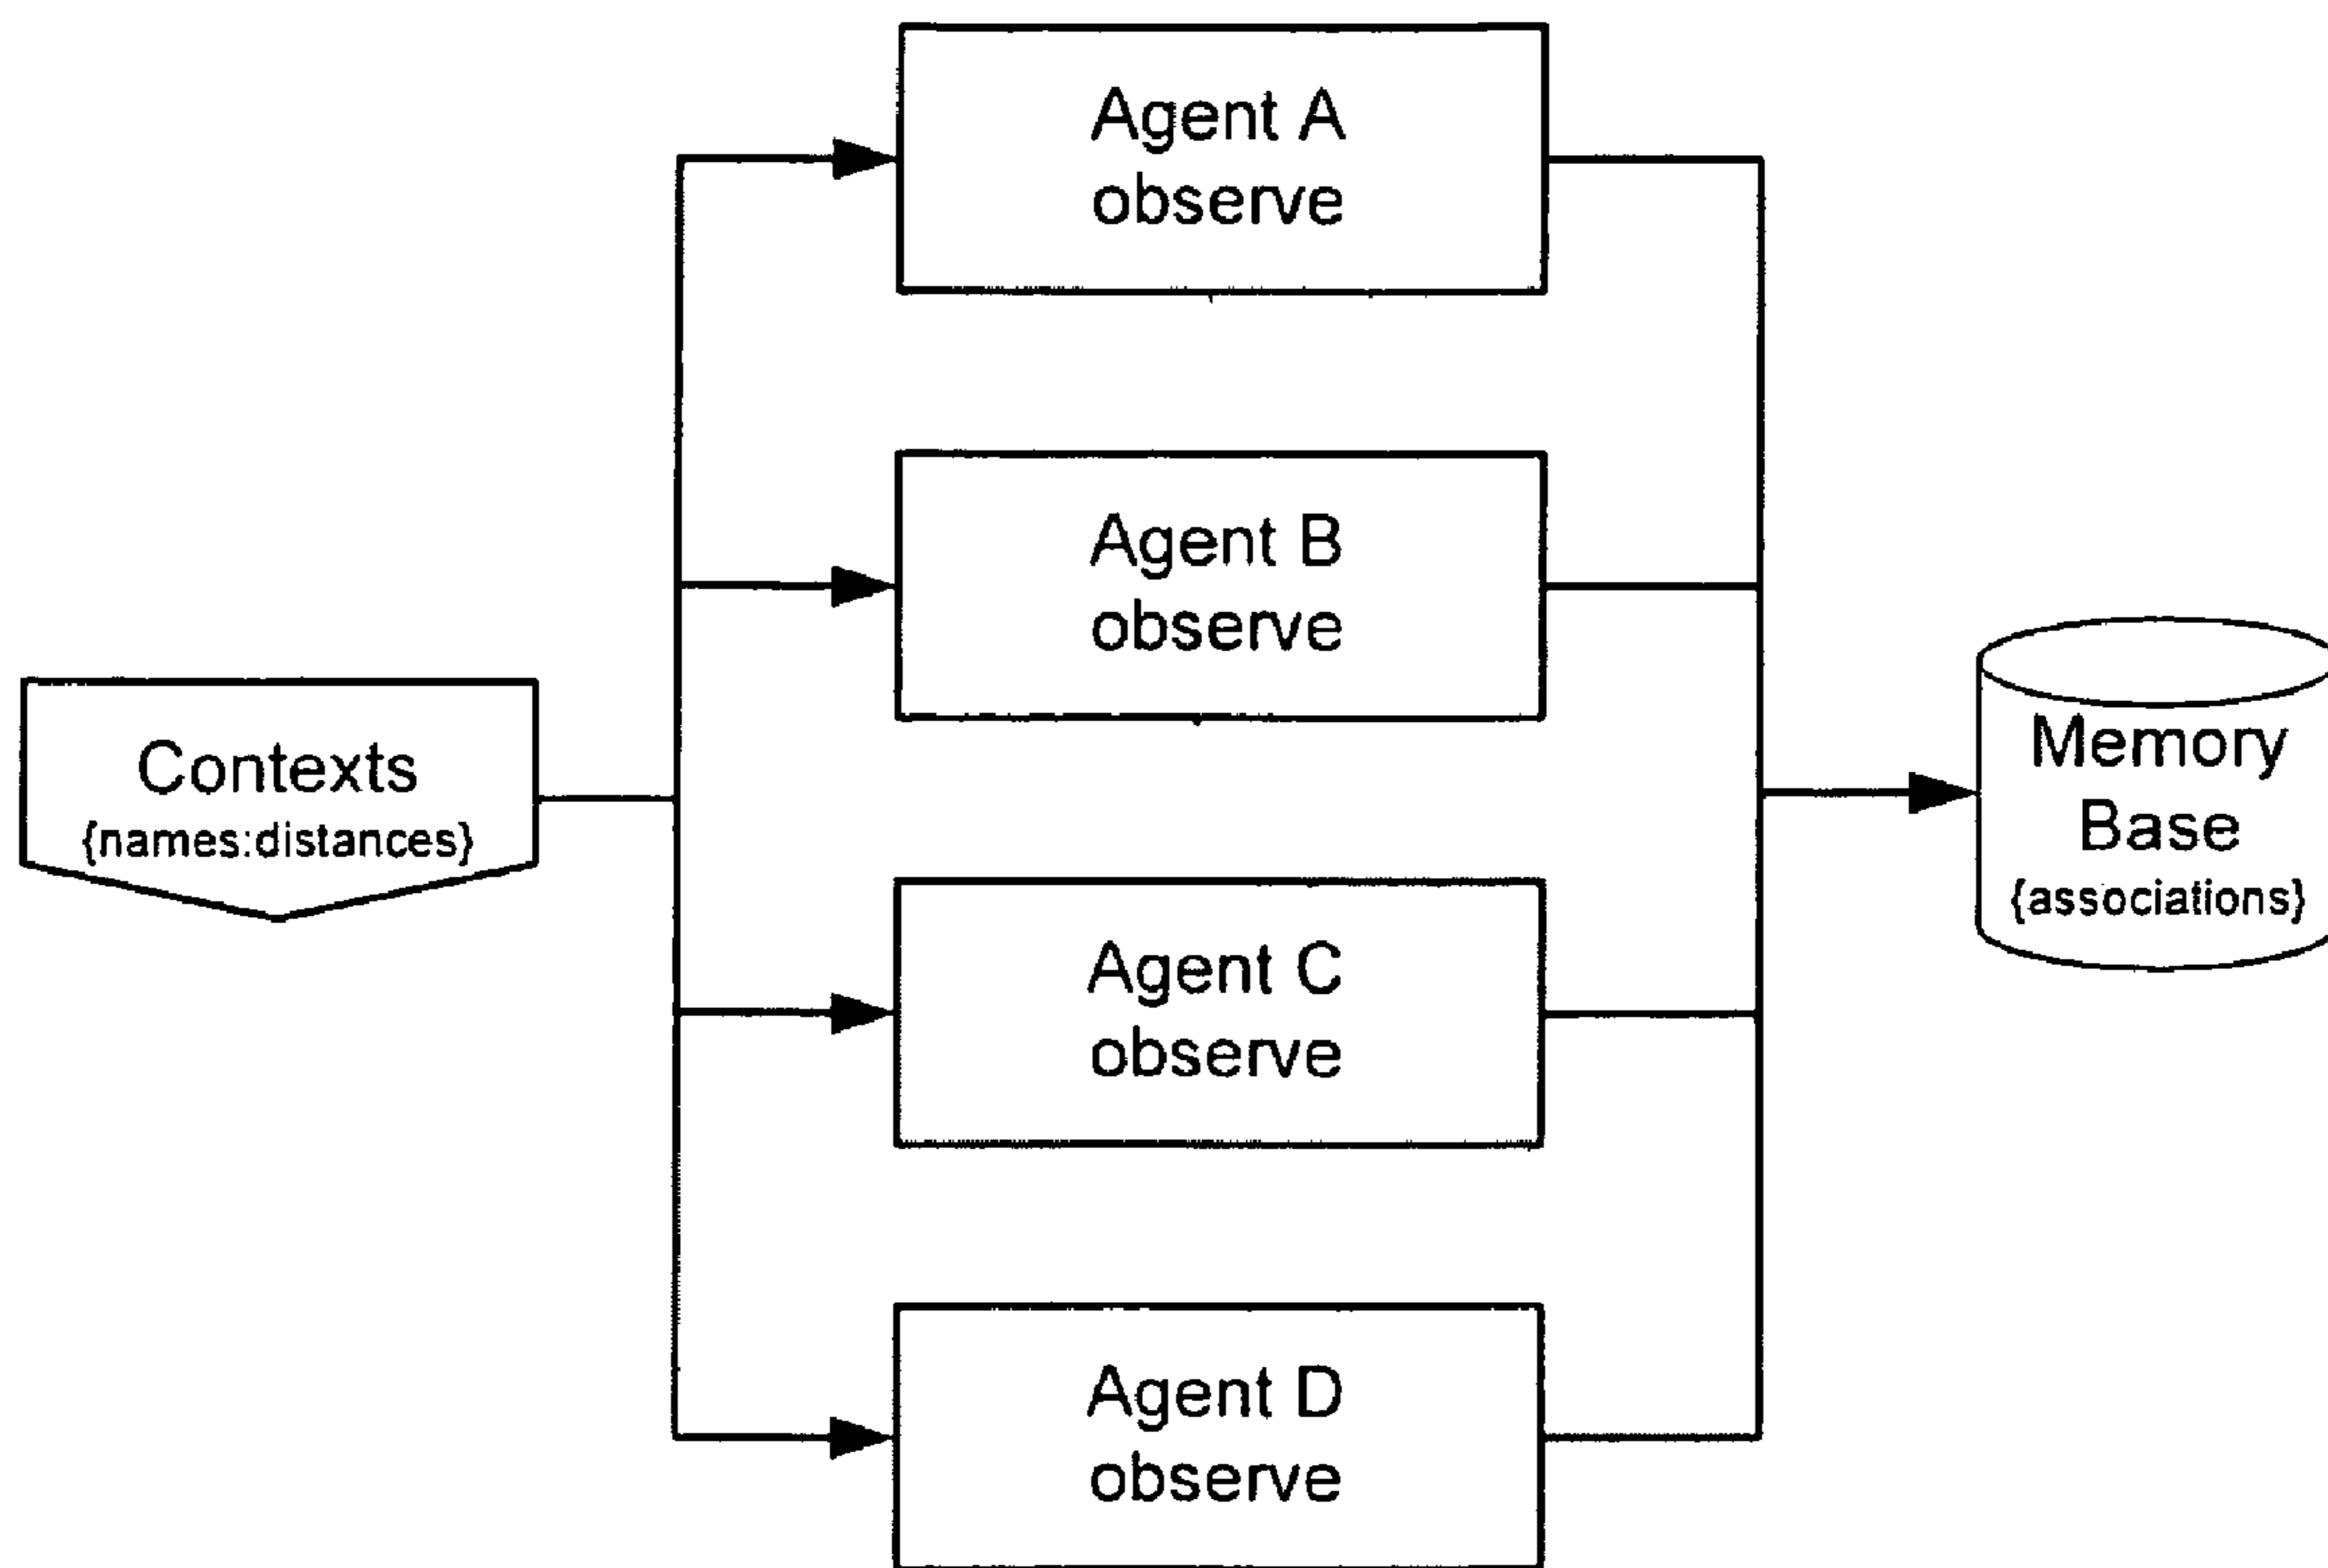 Agent A
observe
Agent B
observe
Contexts
{names:distances}
Memory
Base
{associations}
Agent C
observe
Agent D
observe